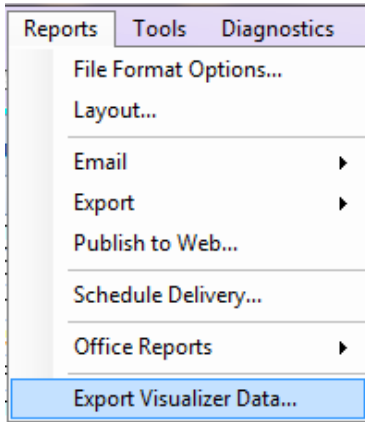 Reports Tools Diagnostics
File Format Options...
Layout...
Email
Export
Publish to Web...
Schedule Delivery...
Office Reports
Export Visualizer Data...